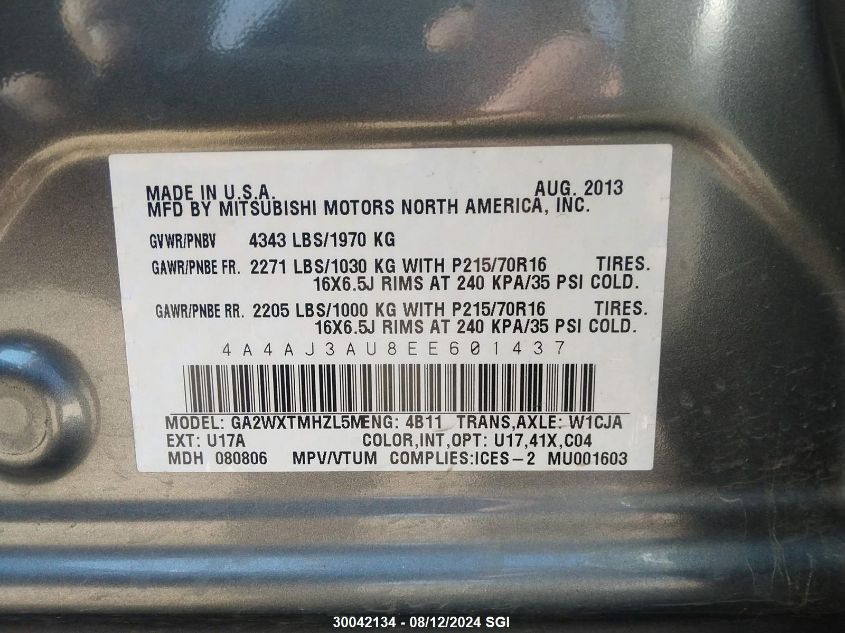 MADE IN U.S.A. AUG. 2013
MFD BY MITSUBISHI MOTORS NORTH AMERICA, INC.
GVWR/PNBV 4343 LBS/1970 KG
GAWR/PNBE FR. 2271 LBS/1030 KG WITH P215/70R16 TIRES.
16X6.5J RIMS AT 240 KPA/35 PSI COLD.
GAWR/PNBE RR. 2205 LBS/1000 KG WITH P215/70R16 TIRES.
16X6.5J RIMS AT 240 KPA/35 PSI COLD.
4A4AJ3AU8EE601437
MODEL: GA2WXTMHZL5MENG: 4B11 TRANS,AXLE: W1CJA
EXT: U17A COLOR,INT,OPT: U17,41X,C04
MDH 080806 MPV/VTUM COMPLIES:ICES-2 MU001603
30042134 - 08/12/2024 SGI